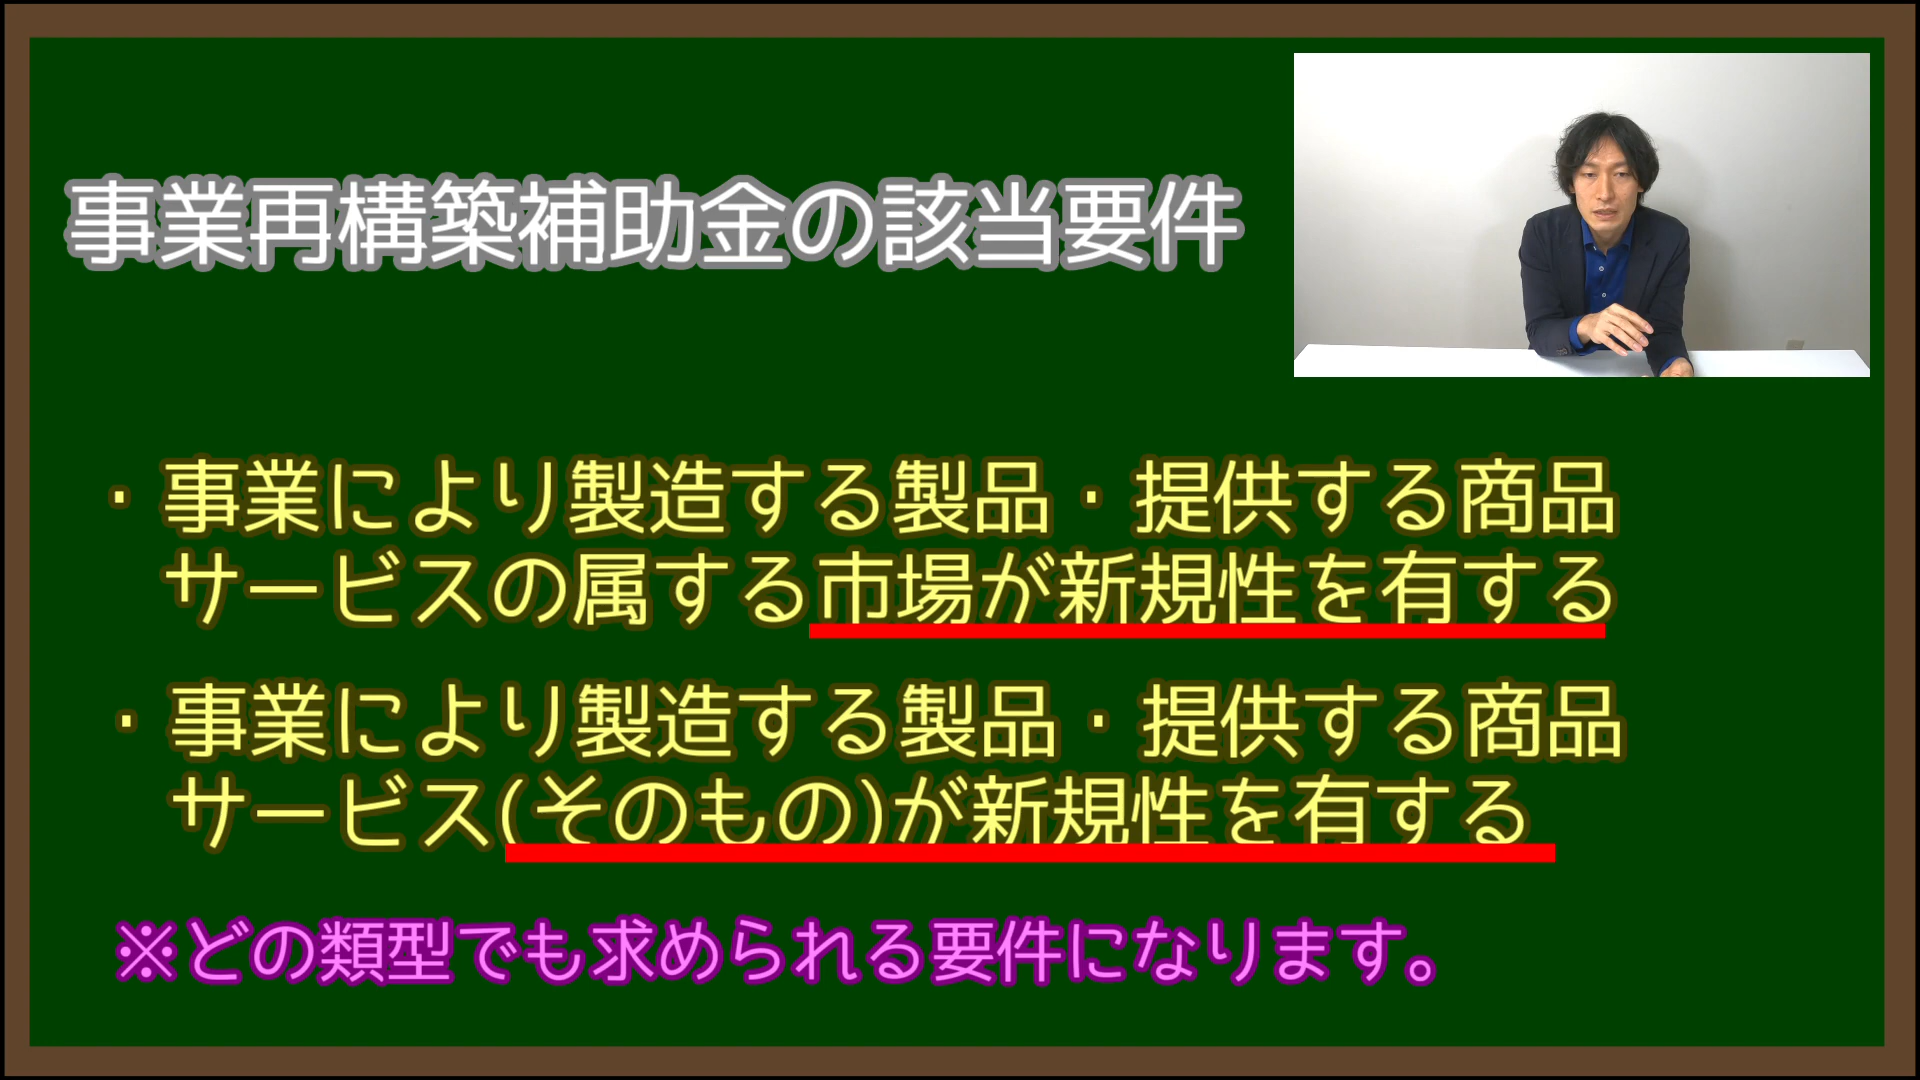 事業再構築補助金の該当要件
・事業により製造する製品・提供する商品
サービスの属する市場が新規性を有する
・事業により製造する製品・提供する商品
サービス(そのもの)が新規性を有する
※どの類型でも求められる要件になります。